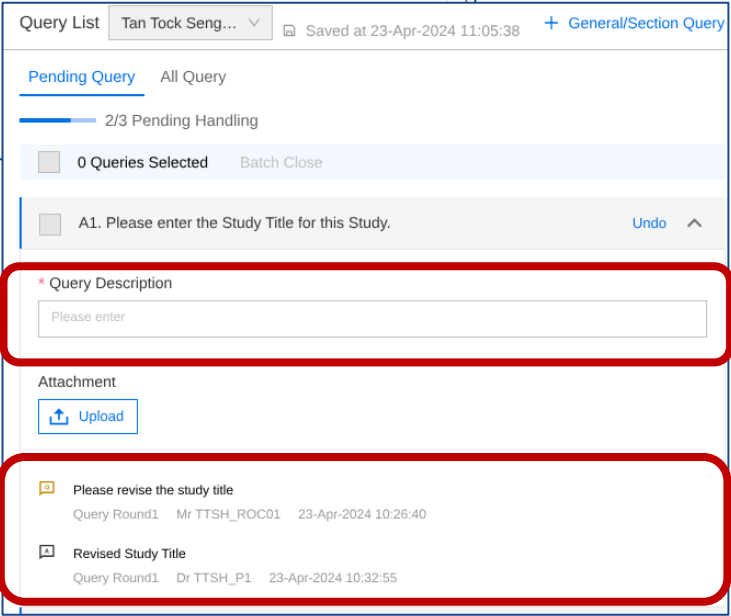 Query List Tan Tock Seng... Saved at 23-Apr-2024 11:05:38 + General/Section Query
Pending Query All Query
2/3 Pending Handling
0 Queries Selected Batch Close
A1. Please enter the Study Title for this Study. Undo
* Query Description
Please enter
Attachment
Upload
Q Please revise the study title
Query Round1 Mr TTSH_ROC01 23-Apr-2024 10:26:40
A Revised Study Title
Query Round1 Dr TTSH_P1 23-Apr-2024 10:32:55